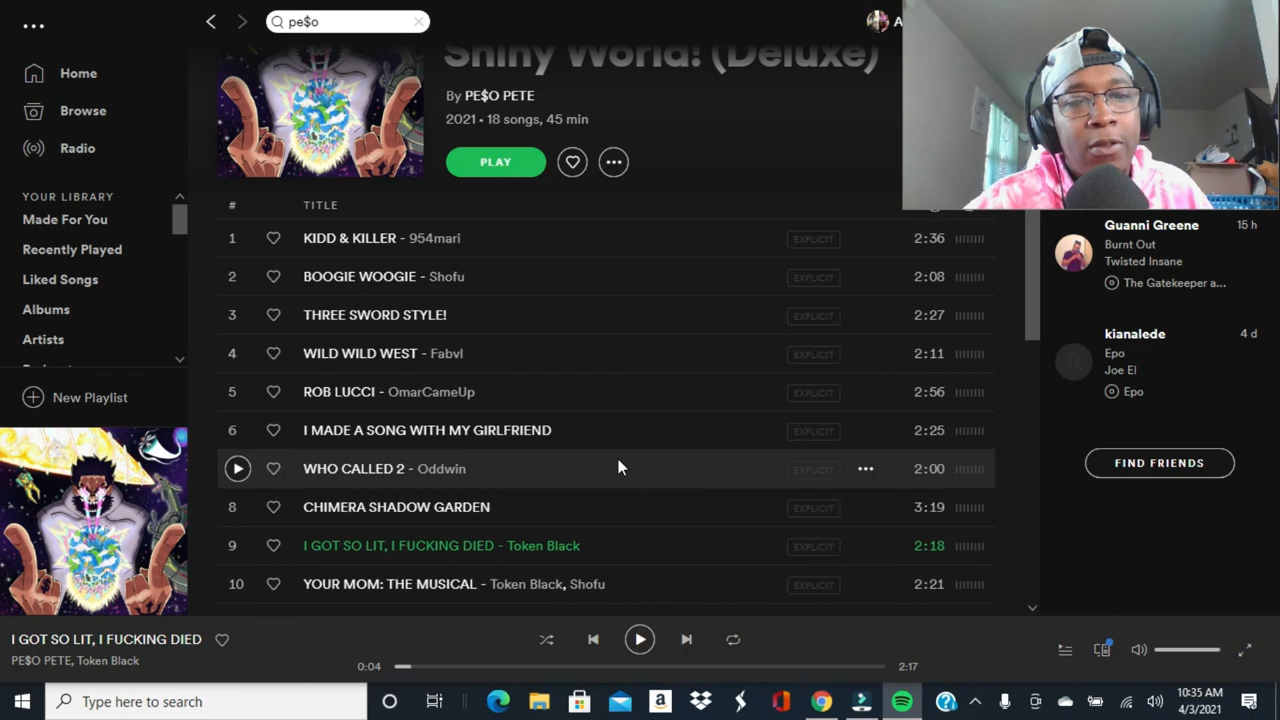 pe$o
Shiny World! (Deluxe)
By PE$O PETE
2021 • 18 songs, 45 min
PLAY
Home
Browse
Radio
YOUR LIBRARY
Made For You
Recently Played
Liked Songs
Albums
Artists
New Playlist
# TITLE
1 KIDD & KILLER - 954mari EXPLICIT 2:36
2 BOOGIE WOOGIE - Shofu EXPLICIT 2:08
3 THREE SWORD STYLE! EXPLICIT 2:27
4 WILD WILD WEST - Fabvl EXPLICIT 2:11
5 ROB LUCCI - OmarCameUp EXPLICIT 2:56
6 I MADE A SONG WITH MY GIRLFRIEND EXPLICIT 2:25
WHO CALLED 2 - Oddwin EXPLICIT 2:00
8 CHIMERA SHADOW GARDEN EXPLICIT 3:19
9 I GOT SO LIT, I FUCKING DIED - Token Black EXPLICIT 2:18
10 YOUR MOM: THE MUSICAL - Token Black, Shofu EXPLICIT 2:21
Guanni Greene 15 h
Burnt Out
Twisted Insane
The Gatekeeper a...
kianalede 4 d
Epo
Joe El
Epo
FIND FRIENDS
I GOT SO LIT, I FUCKING DIED
PE$O PETE, Token Black
0:04
2:17
Type here to search
10:35 AM
4/3/2021